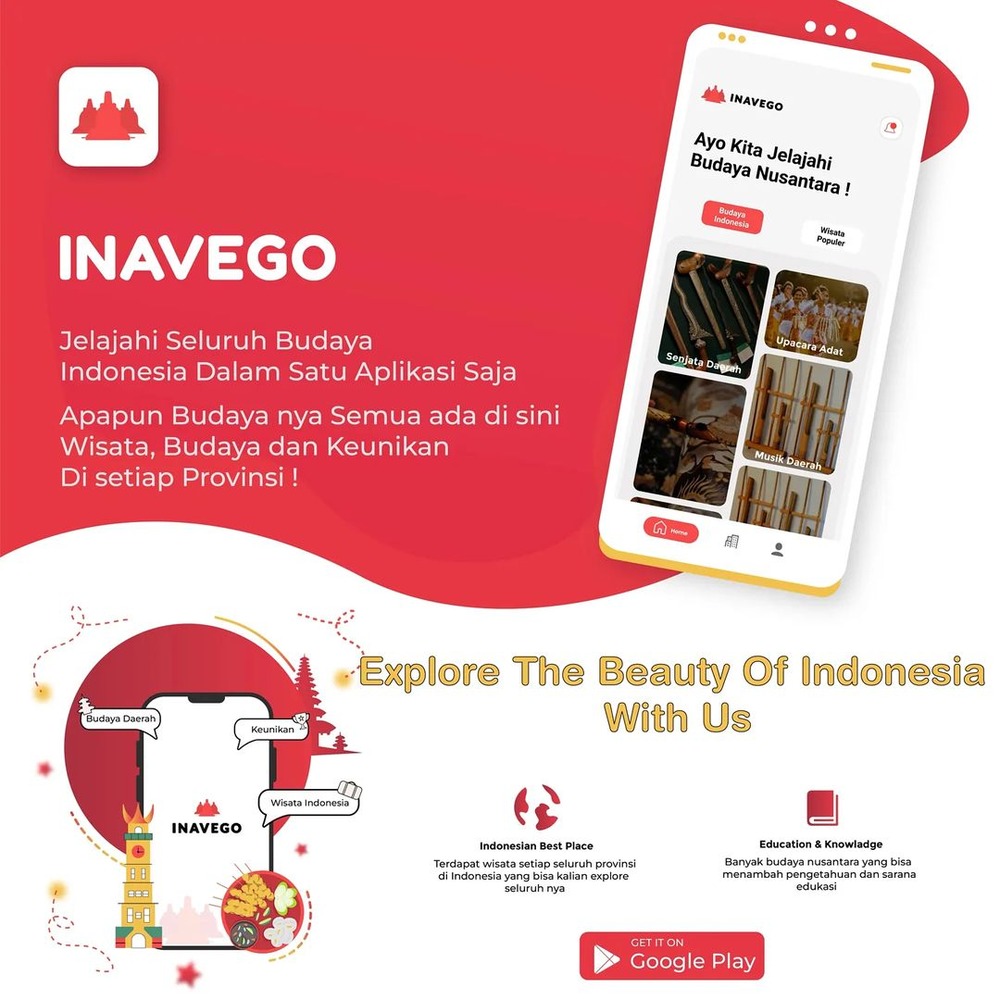 INAVEGO
Jelajahi Seluruh Budaya
Indonesia Dalam Satu Aplikasi Saja
Apapun Budaya nya Semua ada di sini
Wisata, Budaya dan Keunikan
Di setiap Provinsi !
INAVEGO
Ayo Kita Jelajahi
Budaya Nusantara !
Budaya
Indonesia
Wisata
Populer
Senjata Daerah
Upacara Adat
Musik Daerah
Home
Explore The Beauty Of Indonesia
With Us
Budaya Daerah
Keunikan
Wisata Indonesia
INAVEGO
Indonesian Best Place
Terdapat wisata setiap seluruh provinsi
di Indonesia yang bisa kalian explore
seluruh nya
Education & Knowladge
Banyak budaya nusantara yang bisa
menambah pengetahuan dan sarana
edukasi
GET IT ON
Google Play